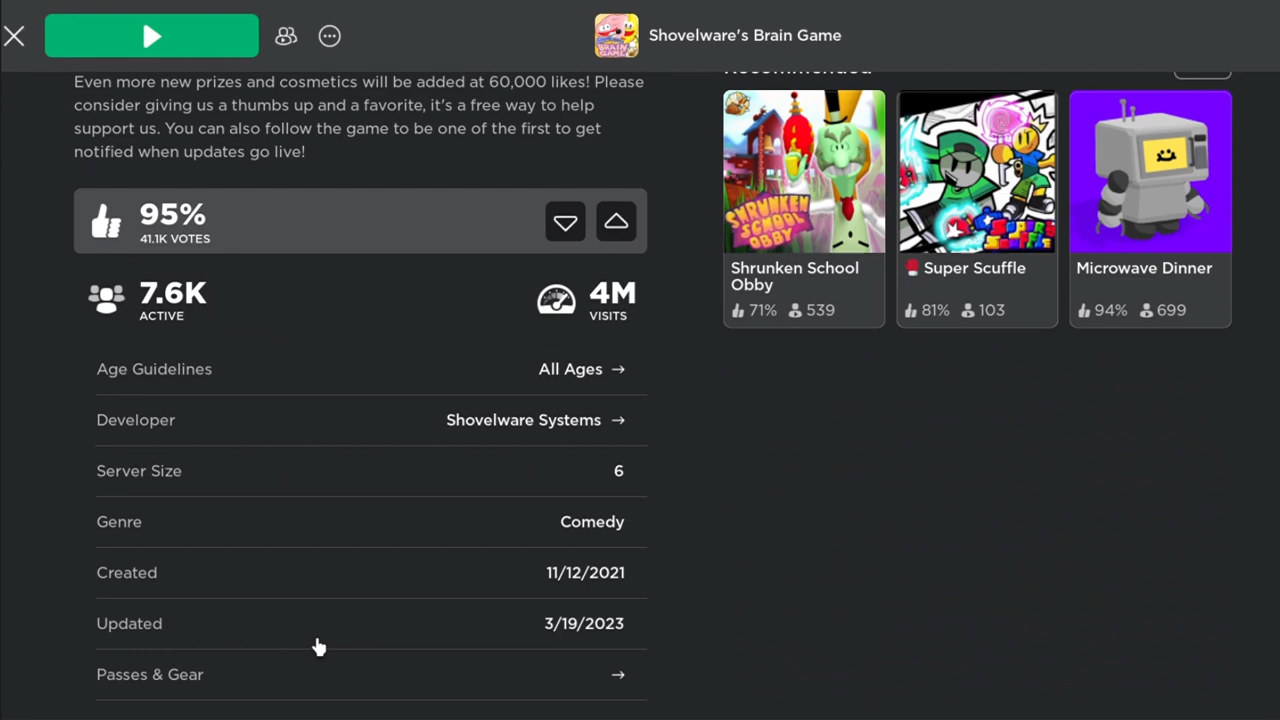 Shovelware's Brain Game
Even more new prizes and cosmetics will be added at 60,000 likes! Please
consider giving us a thumbs up and a favorite, it's a free way to help
support us. You can also follow the game to be one of the first to get
notified when updates go live!
95%
41.1K VOTES
7.6K
ACTIVE
4M
VISITS
Age Guidelines
All Ages →
Developer
Shovelware Systems →
Server Size
6
Genre
Comedy
Created
11/12/2021
Updated
3/19/2023
Passes & Gear
→
Recommended
SHRUNKEN
SCHOOL
OBBY
Shrunken School
Obby
71% 539
SUPER
SCUFFLE
Super Scuffle
81% 103
Microwave Dinner
94% 699